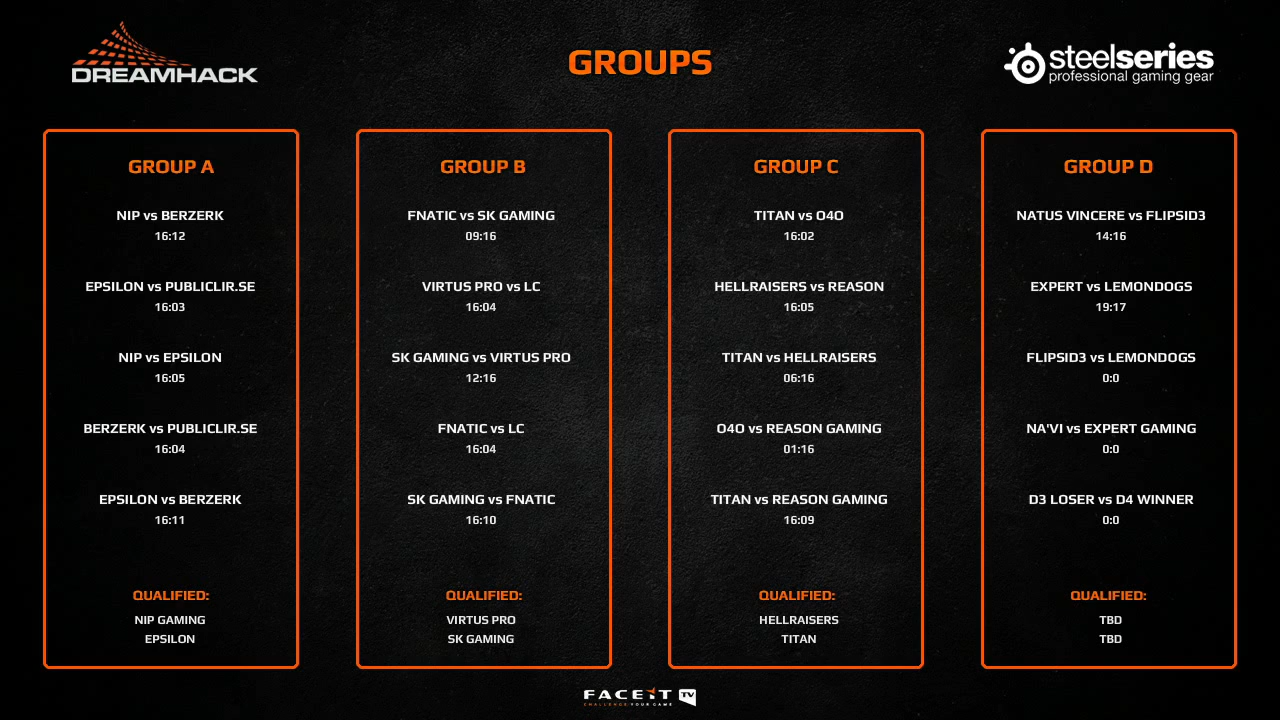 DREAMHACK
GROUPS
steelseries
professional gaming gear
GROUP A
NIP vs BERZERK
16:12
EPSILON vs PUBLICLIR.SE
16:03
NIP vs EPSILON
16:05
BERZERK vs PUBLICLIR.SE
16:04
EPSILON vs BERZERK
16:11
QUALIFIED:
NIP GAMING
EPSILON
GROUP B
FNATIC vs SK GAMING
09:16
VIRTUS PRO vs LC
16:04
SK GAMING vs VIRTUS PRO
12:16
FNATIC vs LC
16:04
SK GAMING vs FNATIC
16:10
QUALIFIED:
VIRTUS PRO
SK GAMING
GROUP C
TITAN vs O4O
16:02
HELLRAISERS vs REASON
16:05
TITAN vs HELLRAISERS
06:16
O4O vs REASON GAMING
01:16
TITAN vs REASON GAMING
16:09
QUALIFIED:
HELLRAISERS
TITAN
GROUP D
NATUS VINCERE vs FLIPSID3
14:16
EXPERT vs LEMONDOGS
19:17
FLIPSID3 vs LEMONDOGS
0:0
NA'VI vs EXPERT GAMING
0:0
D3 LOSER vs D4 WINNER
0:0
QUALIFIED:
TBD
TBD
FACEIT TV
CHALLENGE YOUR GAME